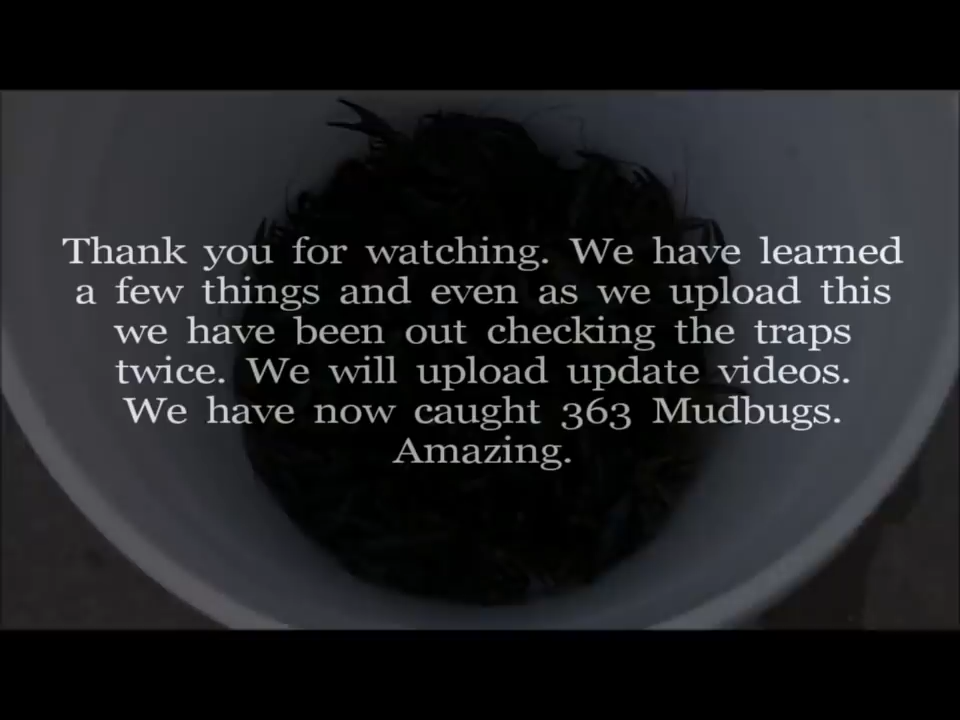 Thank you for watching. We have learned
a few things and even as we upload this
we have been out checking the traps
twice. We will upload update videos.
We have now caught 363 Mudbugs.
Amazing.